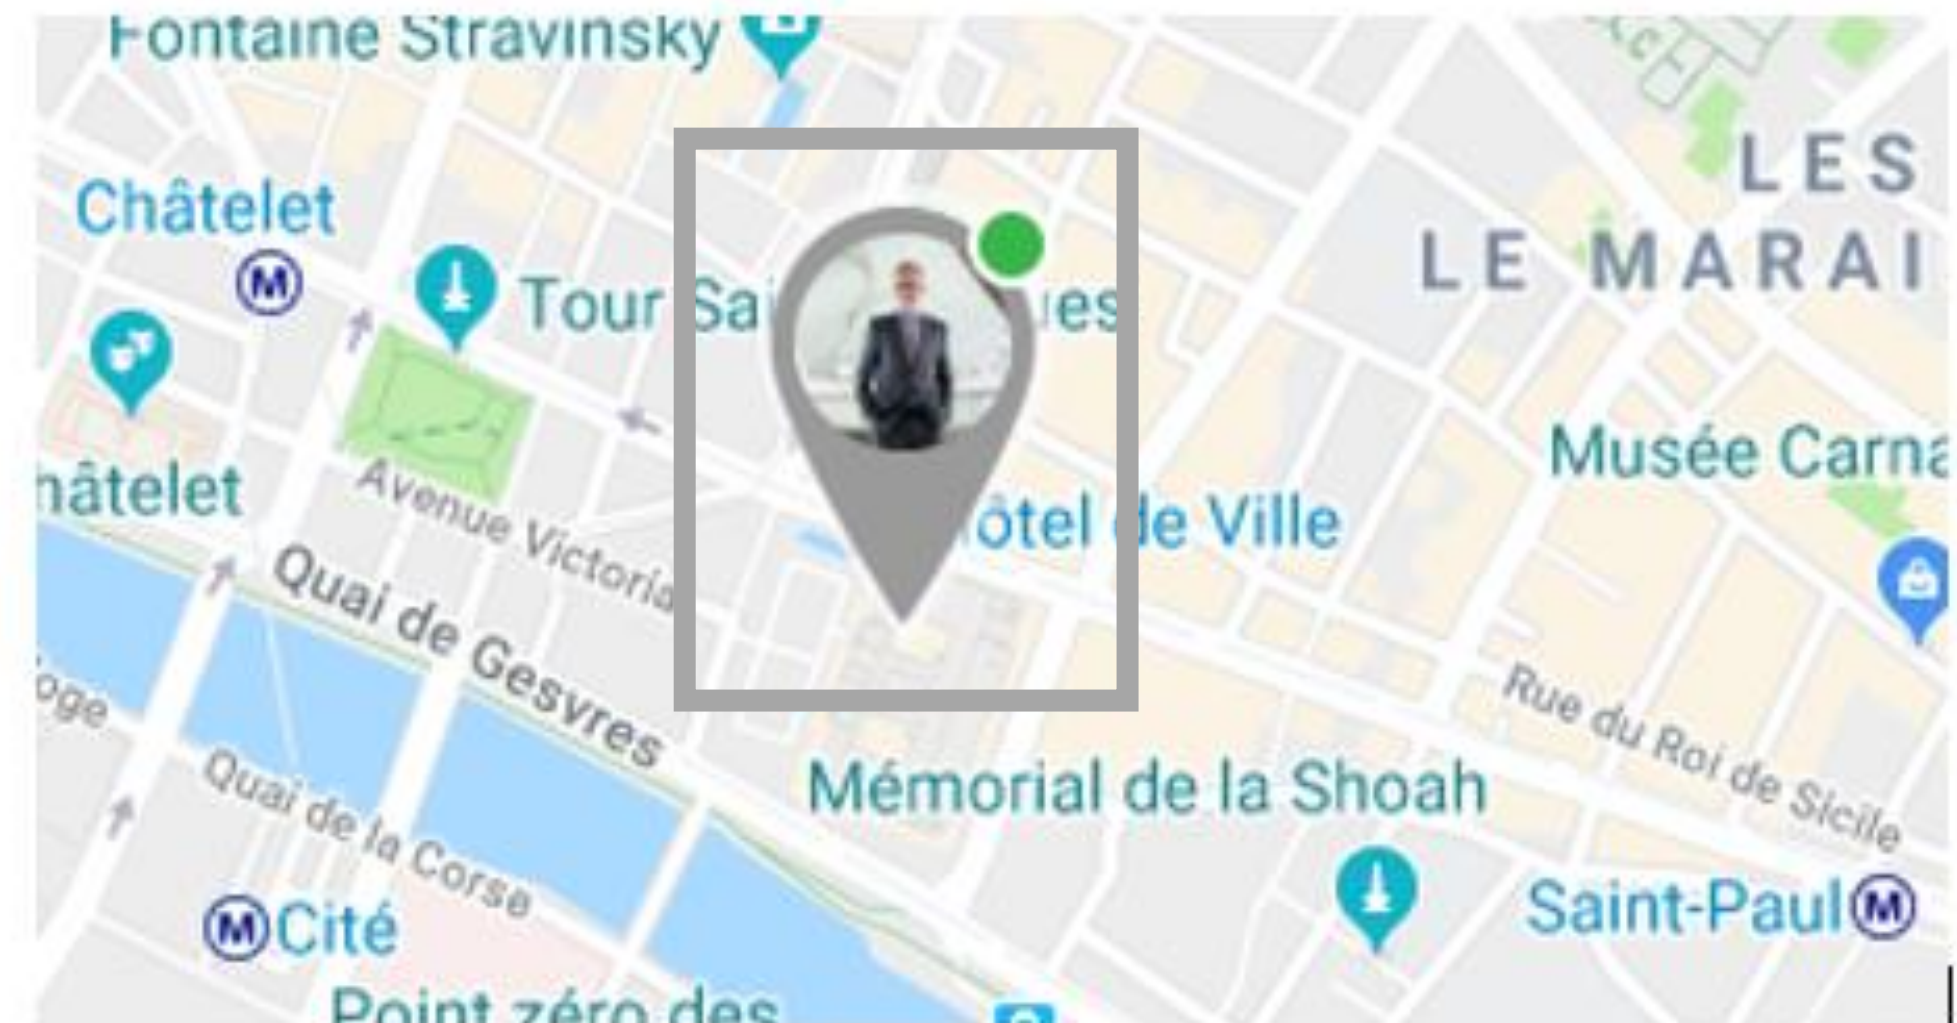 Fontaine Stravinsky
LES
Châtelet
LE MARAI
M
Tour Sai ues
Musée Carna
hâtelet
Avenue Victoria
ôtel de Ville
Quai de Gesvres
oge
Rue du Roi de Sicile
Quai de la Corse
Mémorial de la Shoah
M Cité
Saint-Paul M
Point zéro des